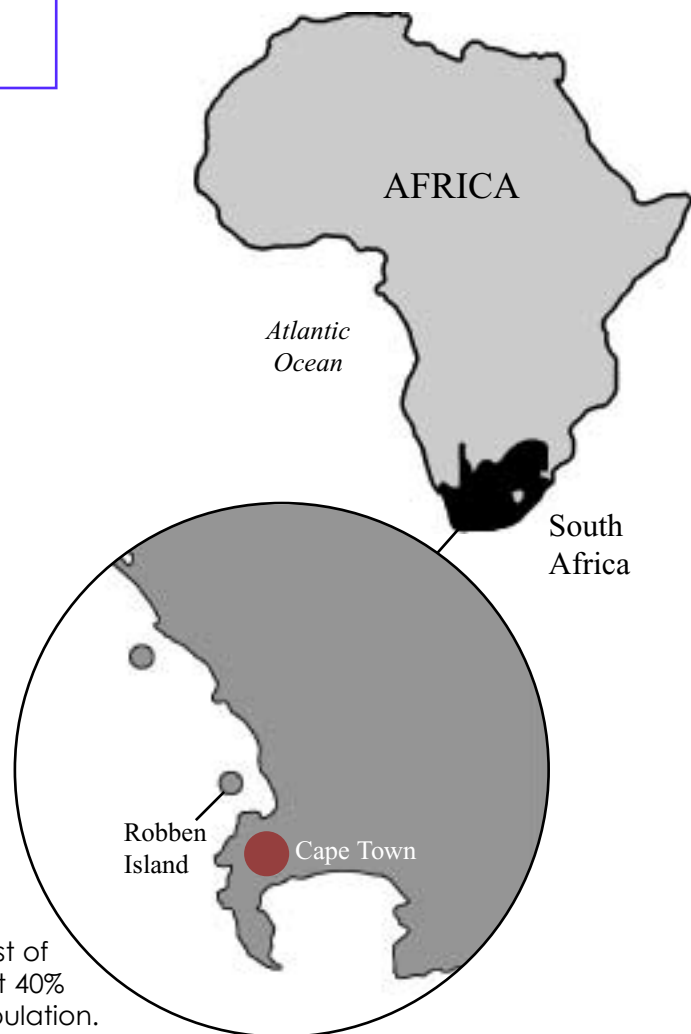 AFRICA
Atlantic
Ocean
South
Africa
Robben
Island
Cape Town
st of
t 40%
pulation.